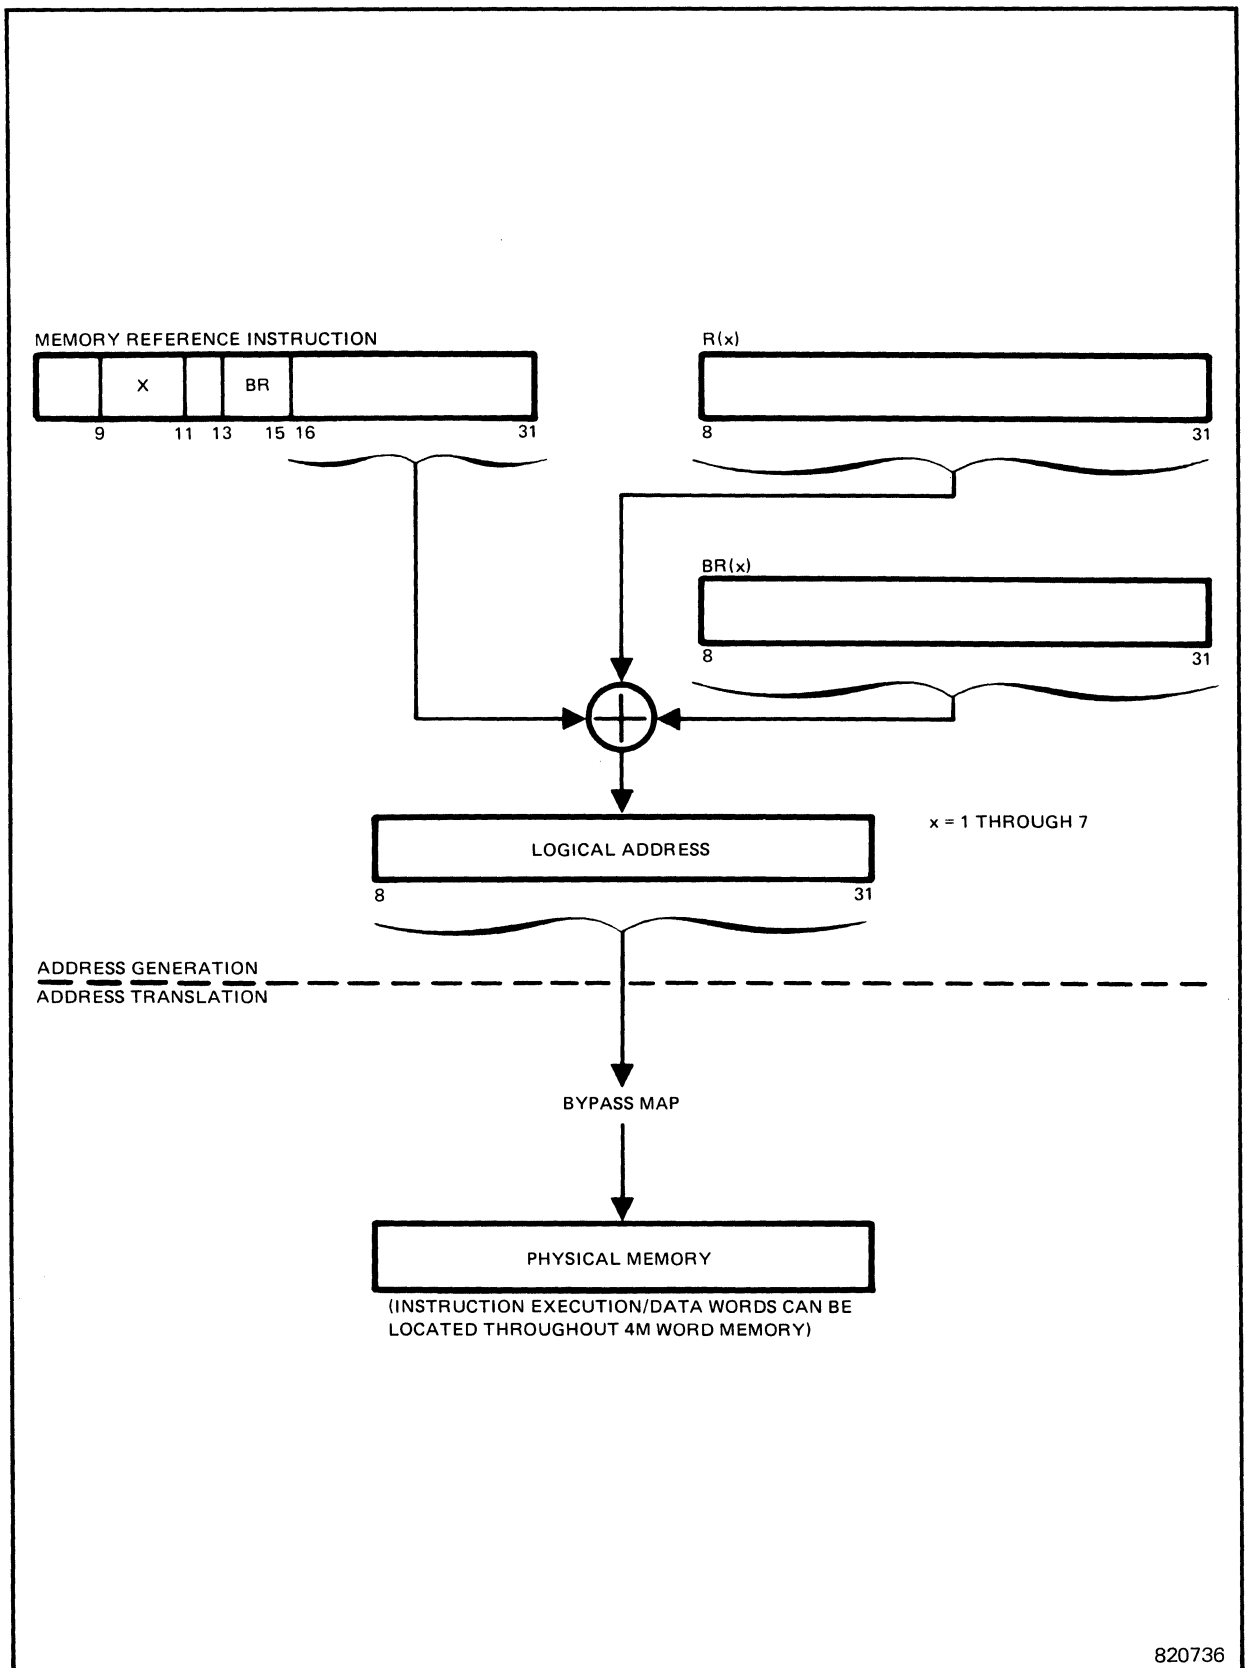 MEMORY REFERENCE INSTRUCTION
X BR
9 11 13 15 16 31
R(x)
8 31
BR(x)
8 31
x = 1 THROUGH 7
LOGICAL ADDRESS
8 31
ADDRESS GENERATION
ADDRESS TRANSLATION
BYPASS MAP
PHYSICAL MEMORY
(INSTRUCTION EXECUTION/DATA WORDS CAN BE
LOCATED THROUGHOUT 4M WORD MEMORY)
820736